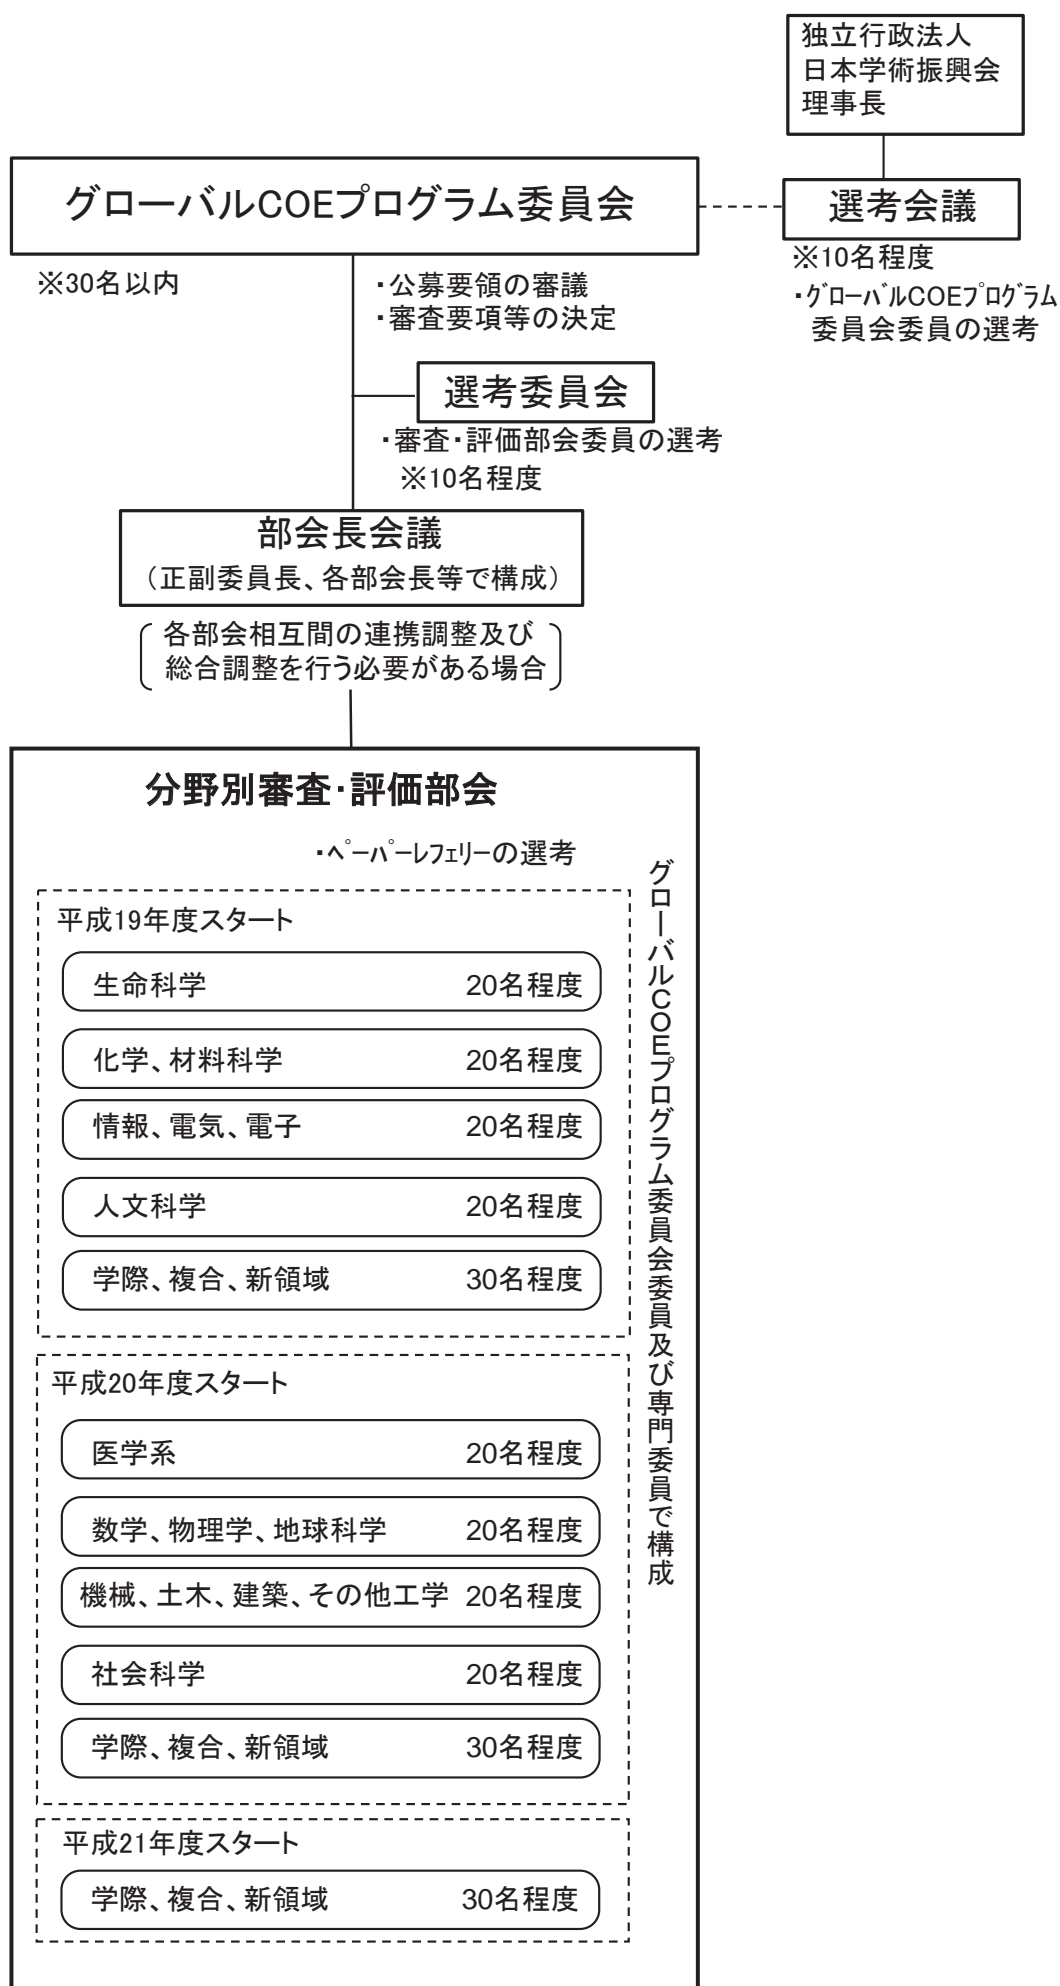 独立行政法人
日本学術振興会
理事長
グローバルCOEプログラム委員会
選考会議
※10名程度
・ｸﾞﾛｰﾊﾞﾙCOEﾌﾟﾛｸﾞﾗﾑ
委員会委員の選考
※30名以内
・公募要領の審議
・審査要項等の決定
選考委員会
・審査・評価部会委員の選考
※10名程度
部会長会議
（正副委員長、各部会長等で構成）
各部会相互間の連携調整及び
総合調整を行う必要がある場合
分野別審査・評価部会
・ﾍﾟｰﾊﾟｰﾚﾌｪﾘｰの選考
平成19年度スタート
生命科学 20名程度
化学、材料科学 20名程度
情報、電気、電子 20名程度
人文科学 20名程度
学際、複合、新領域 30名程度
平成20年度スタート
医学系 20名程度
数学、物理学、地球科学 20名程度
機械、土木、建築、その他工学 20名程度
社会科学 20名程度
学際、複合、新領域 30名程度
平成21年度スタート
学際、複合、新領域 30名程度
グローバルＣＯＥプログラム委員会委員及び専門委員で構成